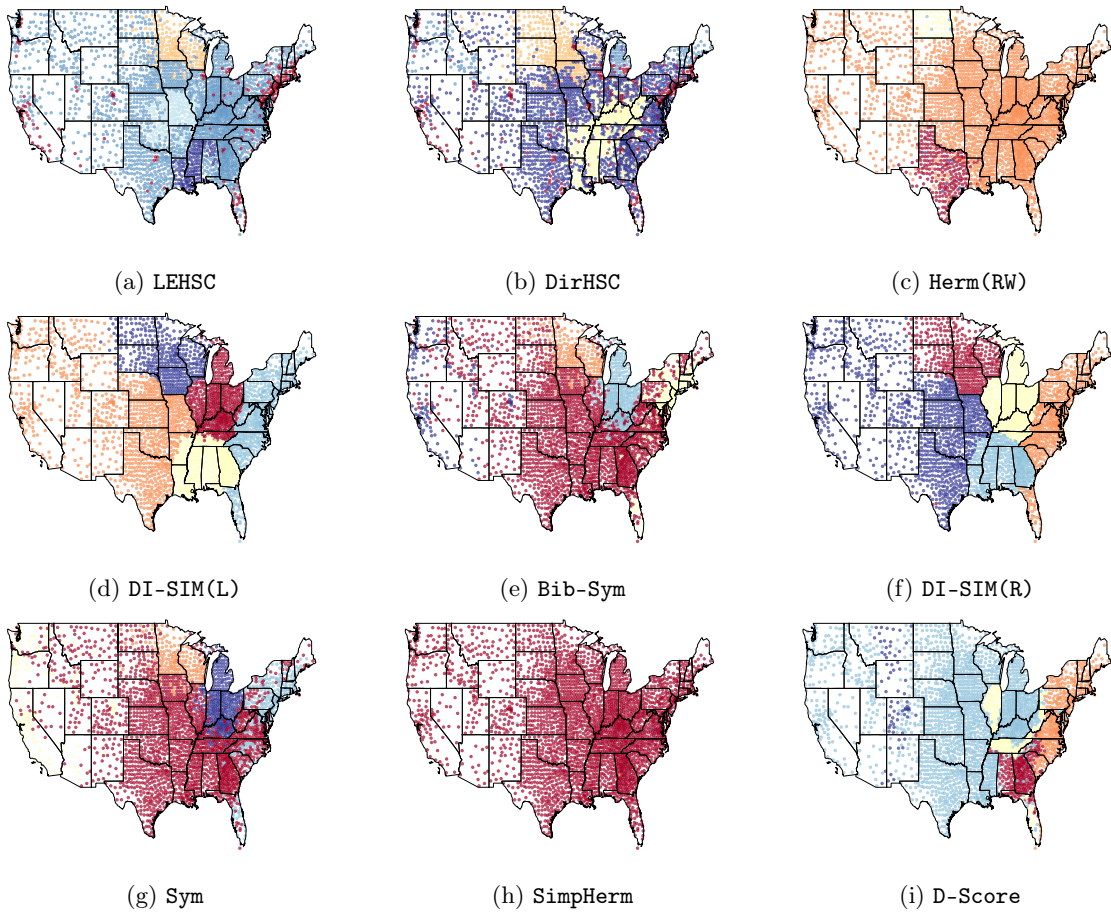 (a) LEHSC
(b) DirHSC
(c) Herm(RW)
(d) DI-SIM(L)
(e) Bib-Sym
(f) DI-SIM(R)
(g) Sym
(h) SimpHerm
(i) D-Score